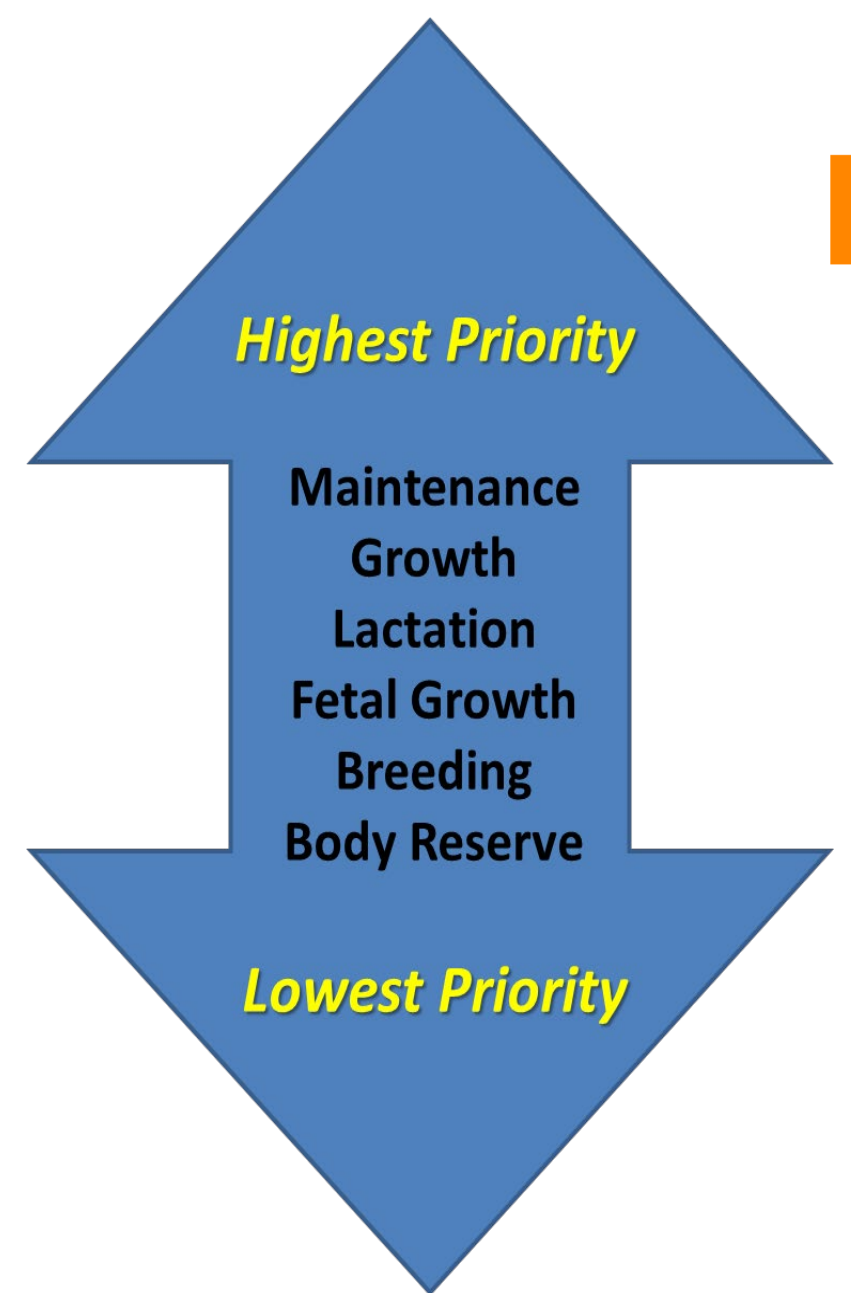 Highest Priority
Maintenance
Growth
Lactation
Fetal Growth
Breeding
Body Reserve
Lowest Priority